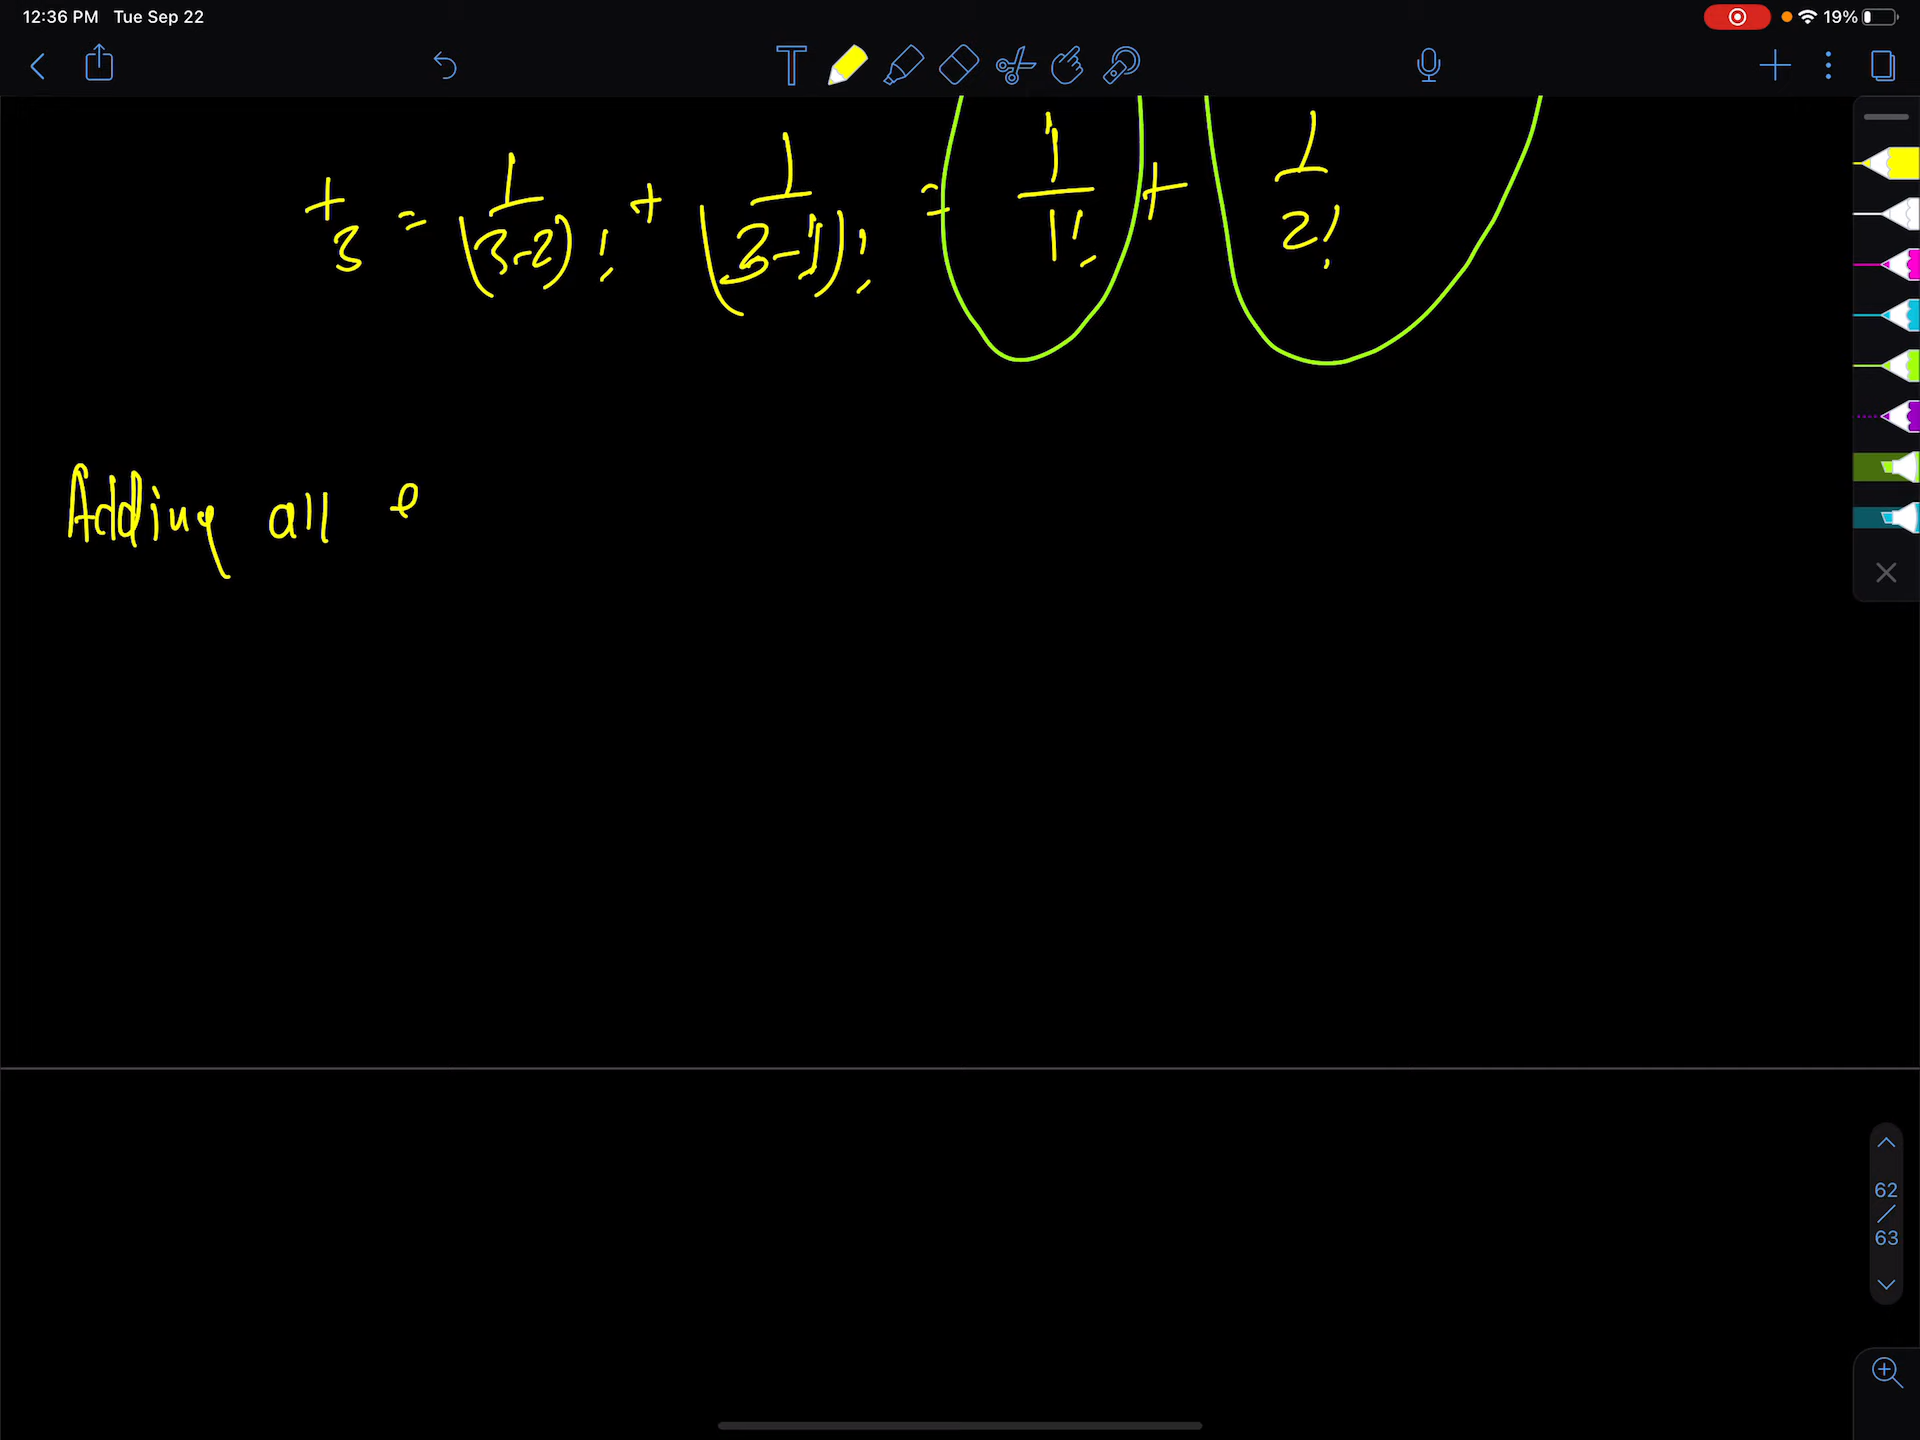 12:36 PM Tue Sep 22
19%
t₃ = 1/(3-2)! + 1/(3-1)! = 1/1! + 1/2!
Adding all e
62
/
63